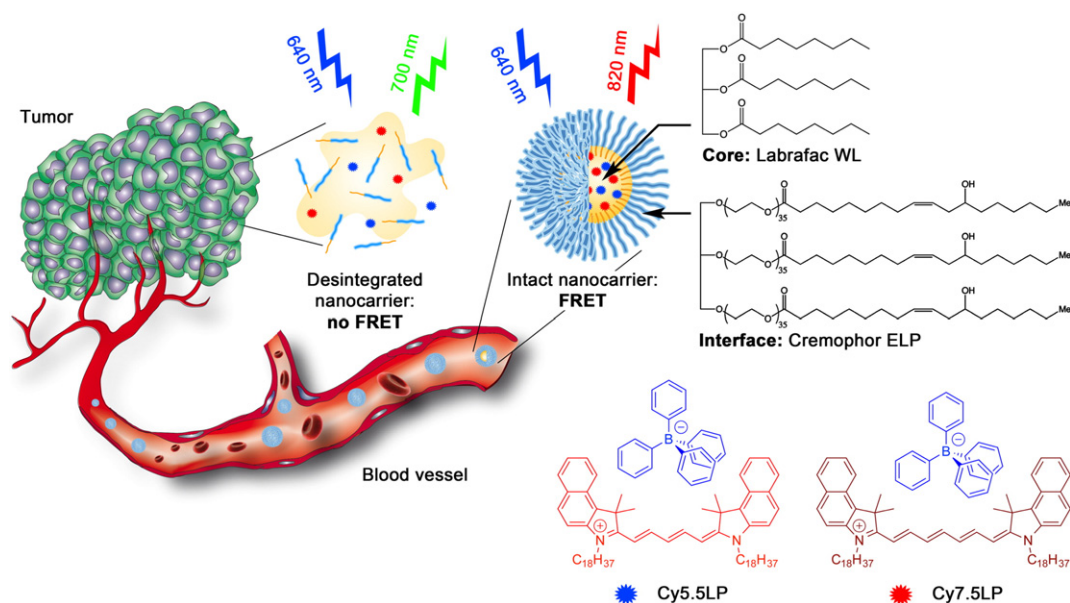 640 nm
700 nm
640 nm
820 nm
Tumor
Desintegrated
nanocarrier:
no FRET
Intact nanocarrier:
FRET
Blood vessel
O
O
O
O
O
O
Core: Labrafac WL
O
O
35
O
OH
Me
O
O
35
O
OH
Me
O
O
35
O
OH
Me
Interface: Cremophor ELP
B
⊖
⊕
N
N
C18H37
C18H37
Cy5.5LP
B
⊖
⊕
N
N
C18H37
C18H37
Cy7.5LP